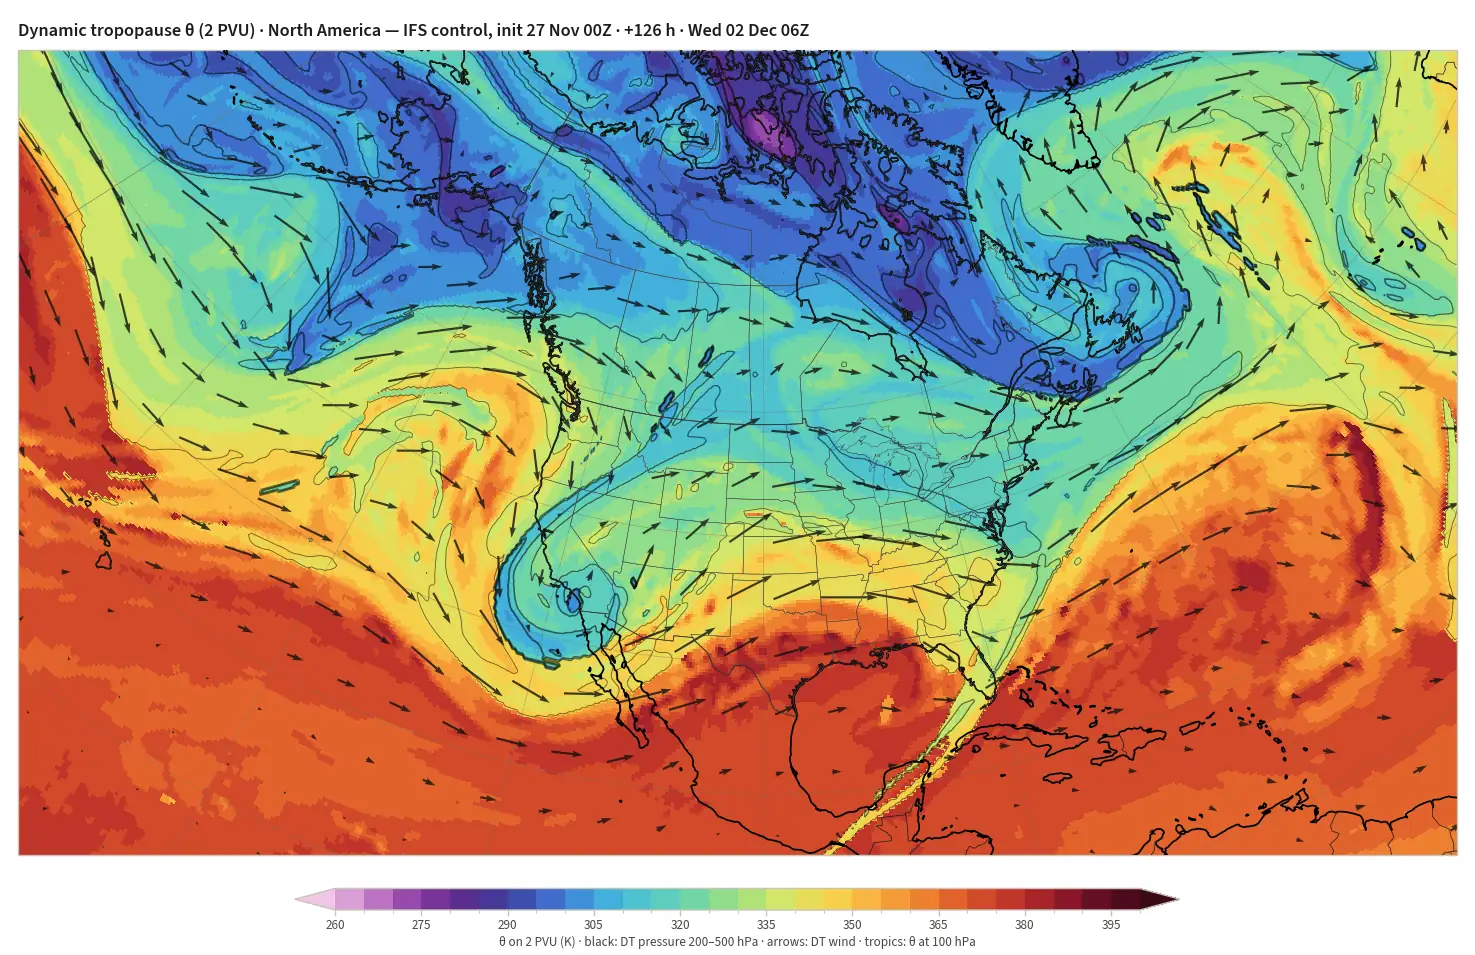 Dynamic tropopause θ (2 PVU) · North America — IFS control, init 27 Nov 00Z · +126 h · Wed 02 Dec 06Z
260 275 290 305 320 335 350 365 380 395
θ on 2 PVU (K) · black: DT pressure 200–500 hPa · arrows: DT wind · tropics: θ at 100 hPa